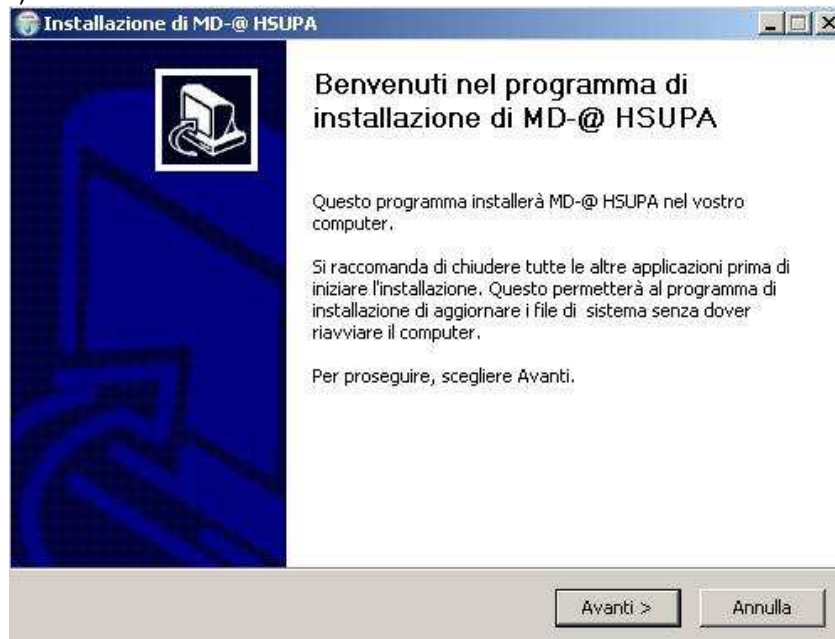 Installazione di MD-@ HSUPA
Benvenuti nel programma di
installazione di MD-@ HSUPA
Questo programma installerà MD-@ HSUPA nel vostro
computer.
Si raccomanda di chiudere tutte le altre applicazioni prima di
iniziare l'installazione. Questo permetterà al programma di
installazione di aggiornare i file di sistema senza dover
riavviare il computer.
Per proseguire, scegliere Avanti.
Avanti >
Annulla